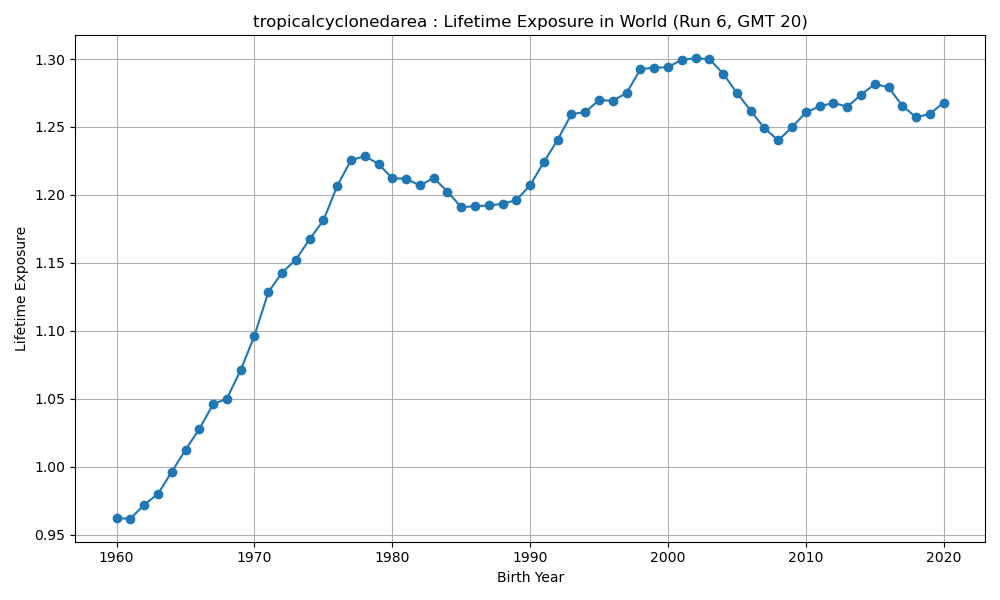 tropicalcyclonedarea : Lifetime Exposure in World (Run 6, GMT 20)
Lifetime Exposure
1.30
1.25
1.20
1.15
1.10
1.05
1.00
0.95
1960 1970 1980 1990 2000 2010 2020
Birth Year